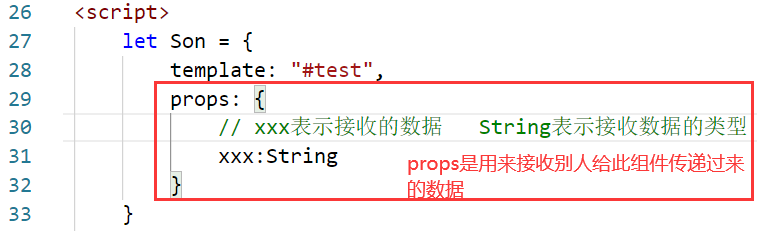 26 <script>
27 let Son = {
28 template: "#test",
29 props: {
30 // xxx表示接收的数据 String表示接收数据的类型
31 xxx:String
props是用来接收别人给此组件传递过来
的数据
32 }
33 }